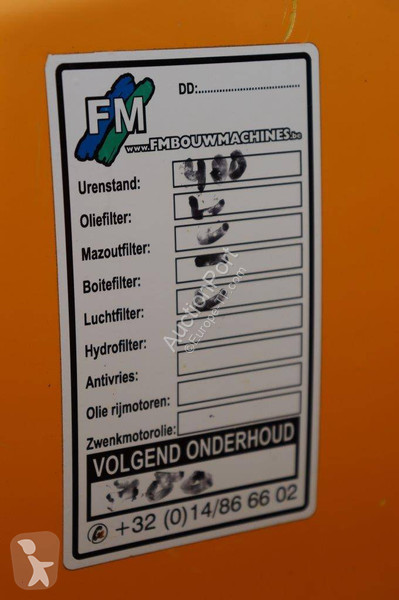 FM
DD:................................
www.FMBOUWMACHINES.be
Urenstand:
Oliefilter:
Mazoutfilter:
Boitefilter:
Luchtfilter:
Hydrofilter:
Antivries:
Olie rijmotoren:
Zwenkmotorolie:
VOLGEND ONDERHOUD
+32 (0)14/86 66 02
AuctionPort